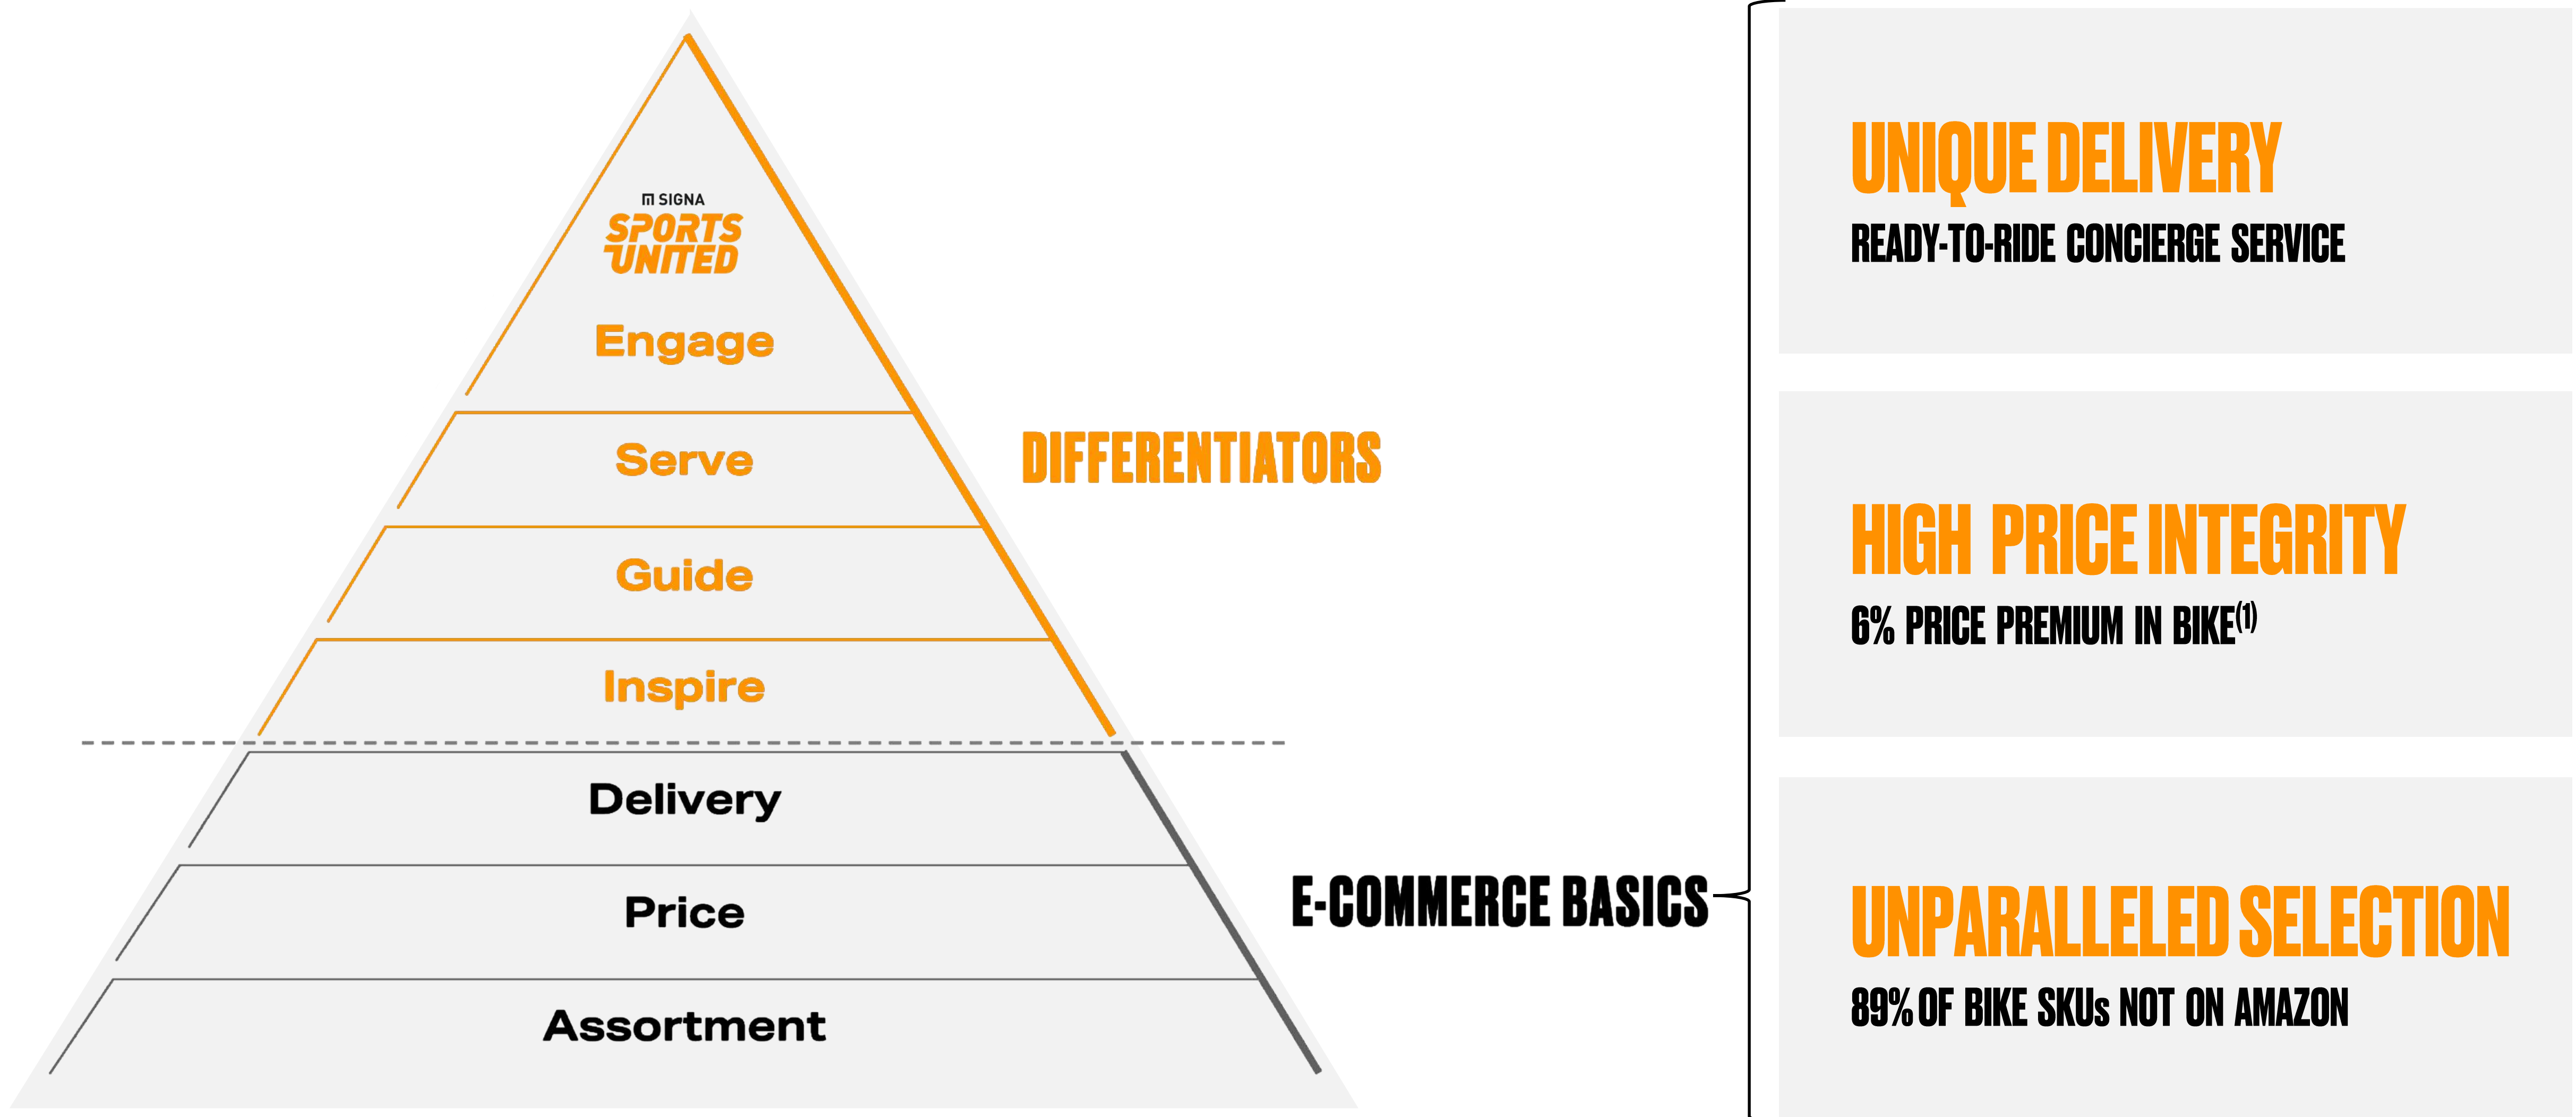 SIGNA
SPORTS
UNITED
Engage
Serve
Guide
Inspire
Delivery
Price
Assortment
DIFFERENTIATORS
E-COMMERCE BASICS
UNIQUE DELIVERY
READY-TO-RIDE CONCIERGE SERVICE
HIGH PRICE INTEGRITY
6% PRICE PREMIUM IN BIKE(1)
UNPARALLELED SELECTION
89% OF BIKE SKUs NOT ON AMAZON